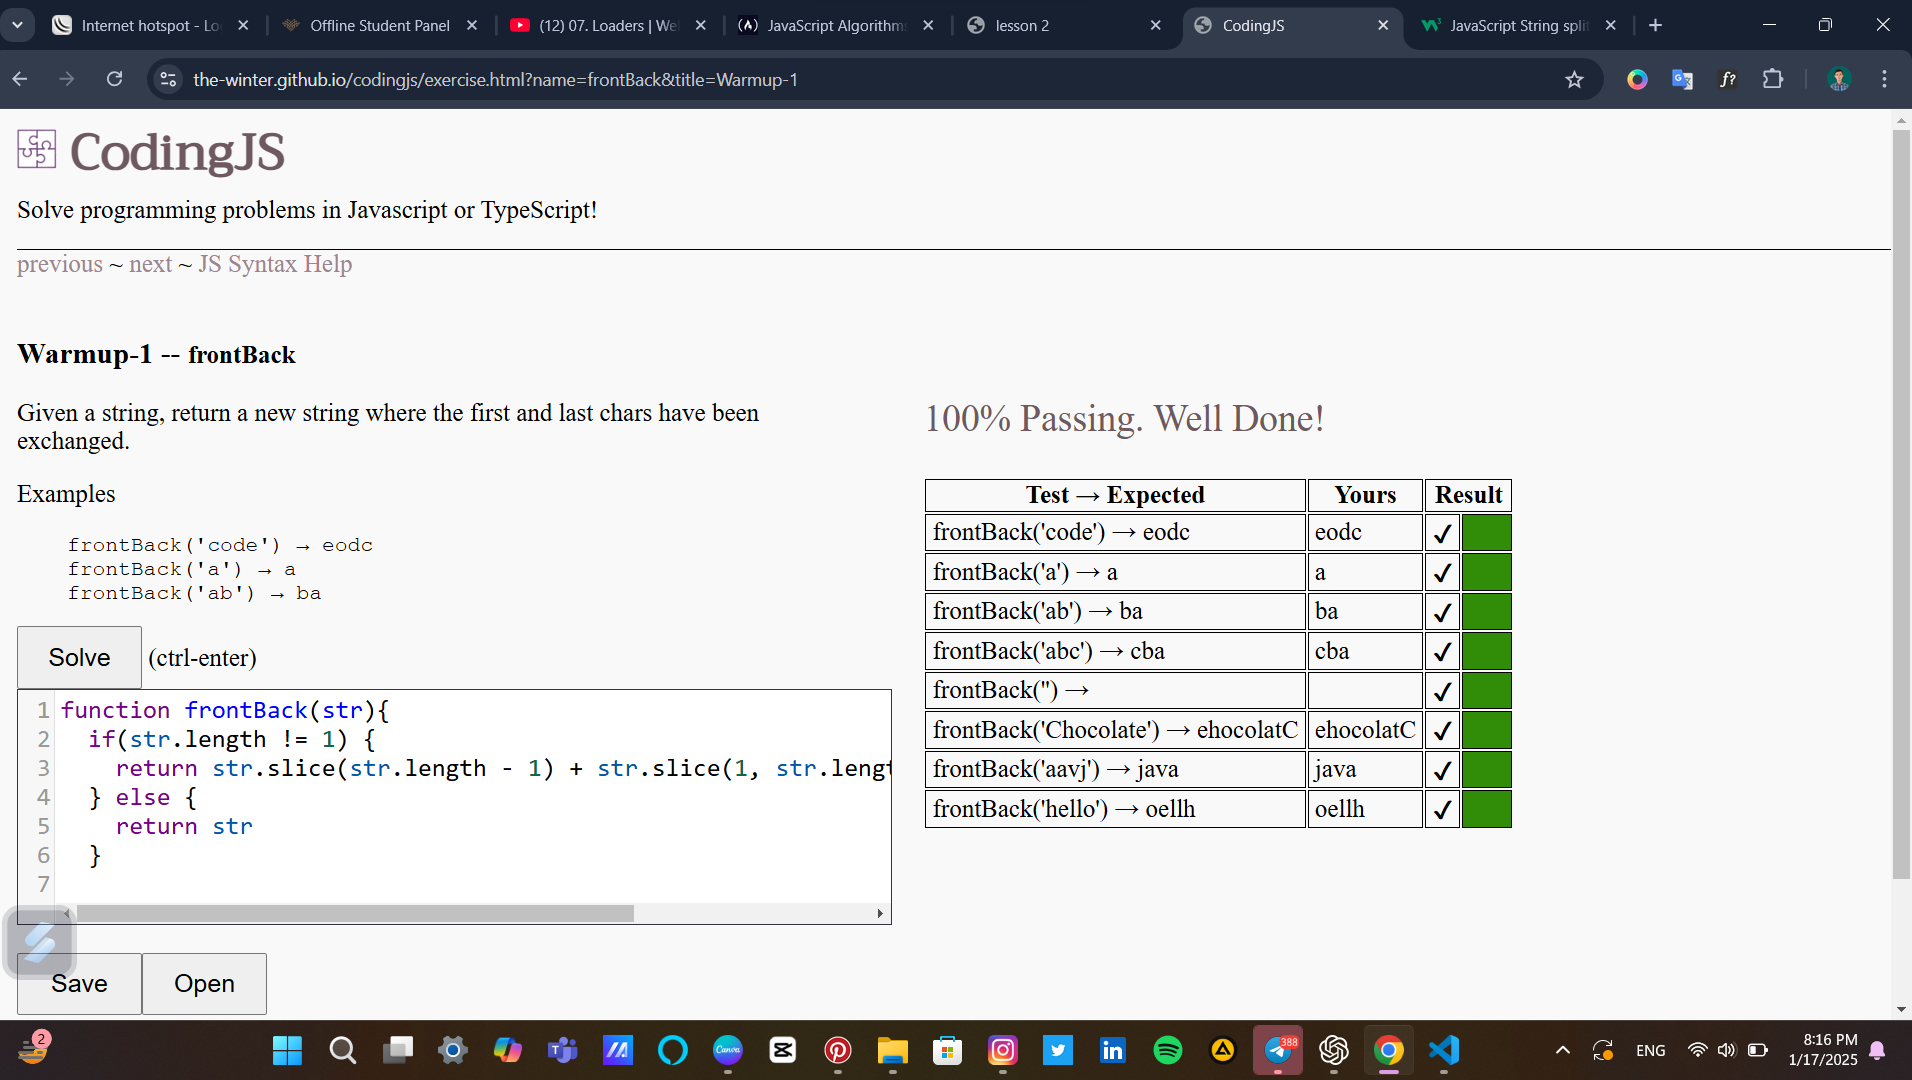 Internet hotspot - Lo
Offline Student Panel
(12) 07. Loaders | We
JavaScript Algorithm
lesson 2
CodingJS
JavaScript String split
the-winter.github.io/codingjs/exercise.html?name=frontBack&title=Warmup-1
f?
CodingJS
Solve programming problems in Javascript or TypeScript!
previous ~ next ~ JS Syntax Help
Warmup-1 -- frontBack
Given a string, return a new string where the first and last chars have been
exchanged.
Examples
frontBack('code') → eodc
frontBack('a') → a
frontBack('ab') → ba
Solve (ctrl-enter)
1 function frontBack(str){
2 if(str.length != 1) {
3 return str.slice(str.length - 1) + str.slice(1, str.lengt
4 } else {
5 return str
6 }
7
Save Open
100% Passing. Well Done!
Test → Expected Yours Result
frontBack('code') → eodc eodc ✓
frontBack('a') → a a ✓
frontBack('ab') → ba ba ✓
frontBack('abc') → cba cba ✓
frontBack('') → ✓
frontBack('Chocolate') → ehocolatC ehocolatC ✓
frontBack('aavj') → java java ✓
frontBack('hello') → oellh oellh ✓
2
Canva
388
ENG
8:16 PM
1/17/2025